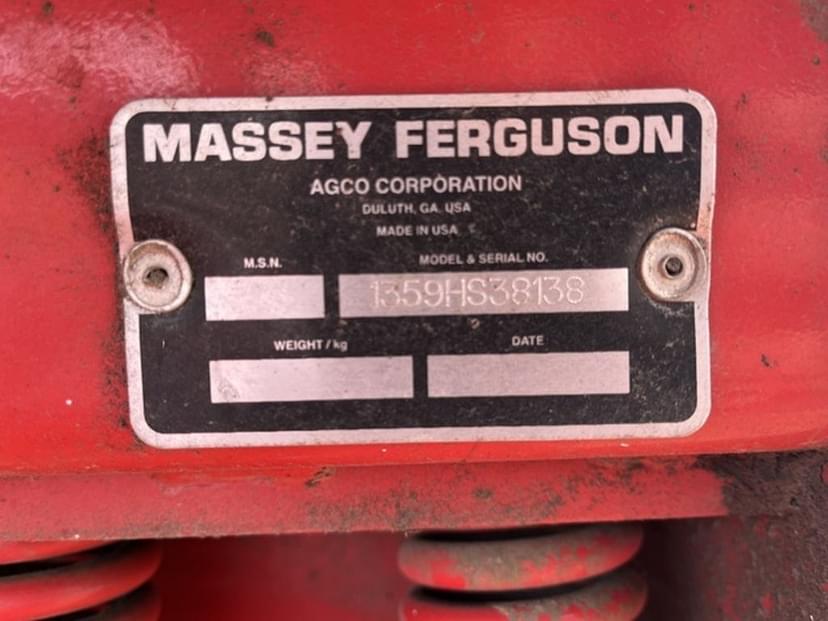 MASSEY FERGUSON
AGCO CORPORATION
DULUTH, GA. USA
MADE IN USA
M.S.N. MODEL & SERIAL NO.
1359HS38138
WEIGHT / kg DATE